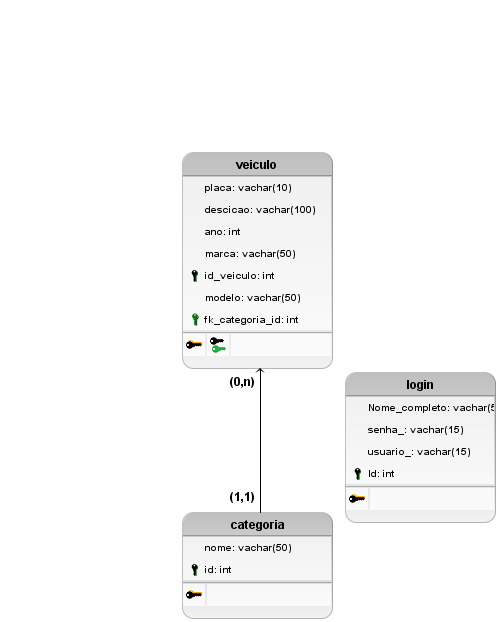 veiculo
placa: vachar(10)
descicao: vachar(100)
ano: int
marca: vachar(50)
id_veiculo: int
modelo: vachar(50)
fk_categoria_id: int
(0,n)
login
Nome_completo: vachar(5
senha_: vachar(15)
usuario_: vachar(15)
Id: int
(1,1)
categoria
nome: vachar(50)
id: int